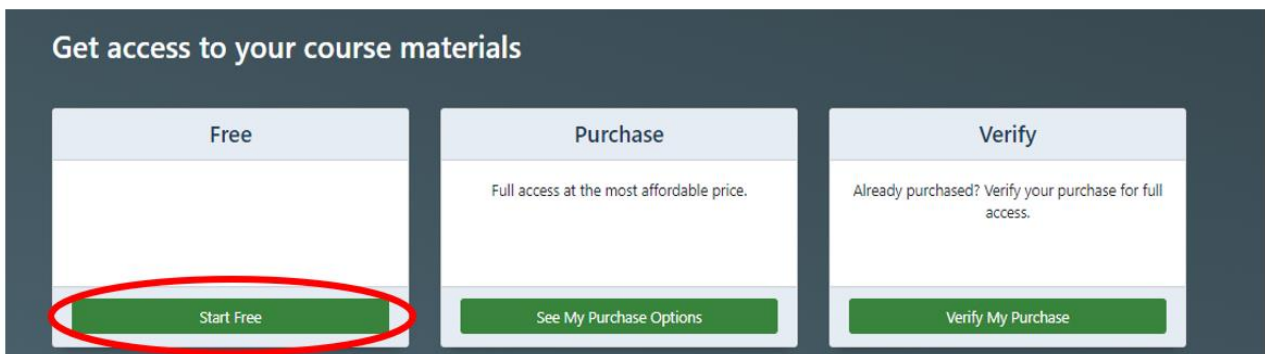 Get access to your course materials
Free
Start Free
Purchase
Full access at the most affordable price.
See My Purchase Options
Verify
Already purchased? Verify your purchase for full
access.
Verify My Purchase